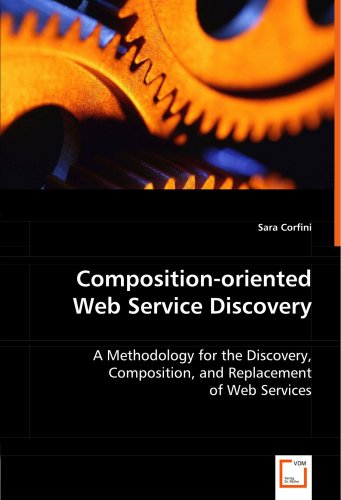 Sara Corfini
Composition-oriented
Web Service Discovery
A Methodology for the Discovery,
Composition, and Replacement
of Web Services
VDM
Verlag
Dr. Müller